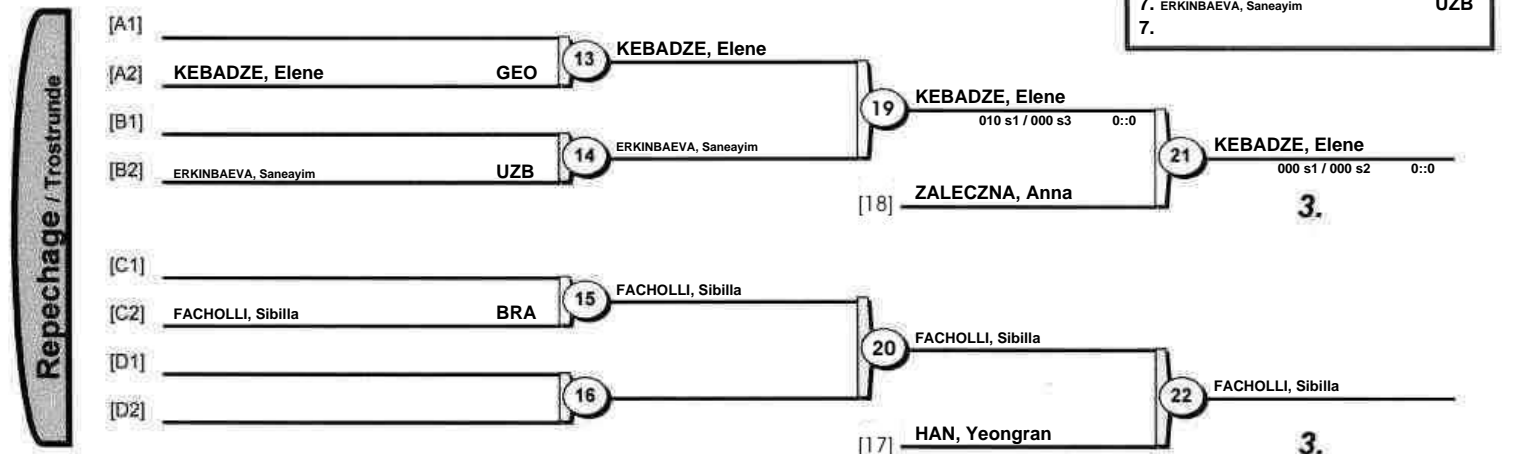 7. ERKINBAEVA, Saneayim UZB
7.
Repechage / Trostrunde
[A1]
13 KEBADZE, Elene
[A2] KEBADZE, Elene GEO
19 KEBADZE, Elene
010 s1 / 000 s3 0::0
[B1]
14 ERKINBAEVA, Saneayim
21 KEBADZE, Elene
000 s1 / 000 s2 0::0
[B2] ERKINBAEVA, Saneayim UZB
[18] ZALECZNA, Anna
3.
[C1]
15 FACHOLLI, Sibilla
[C2] FACHOLLI, Sibilla BRA
20 FACHOLLI, Sibilla
[D1]
16
22 FACHOLLI, Sibilla
[D2]
[17] HAN, Yeongran
3.